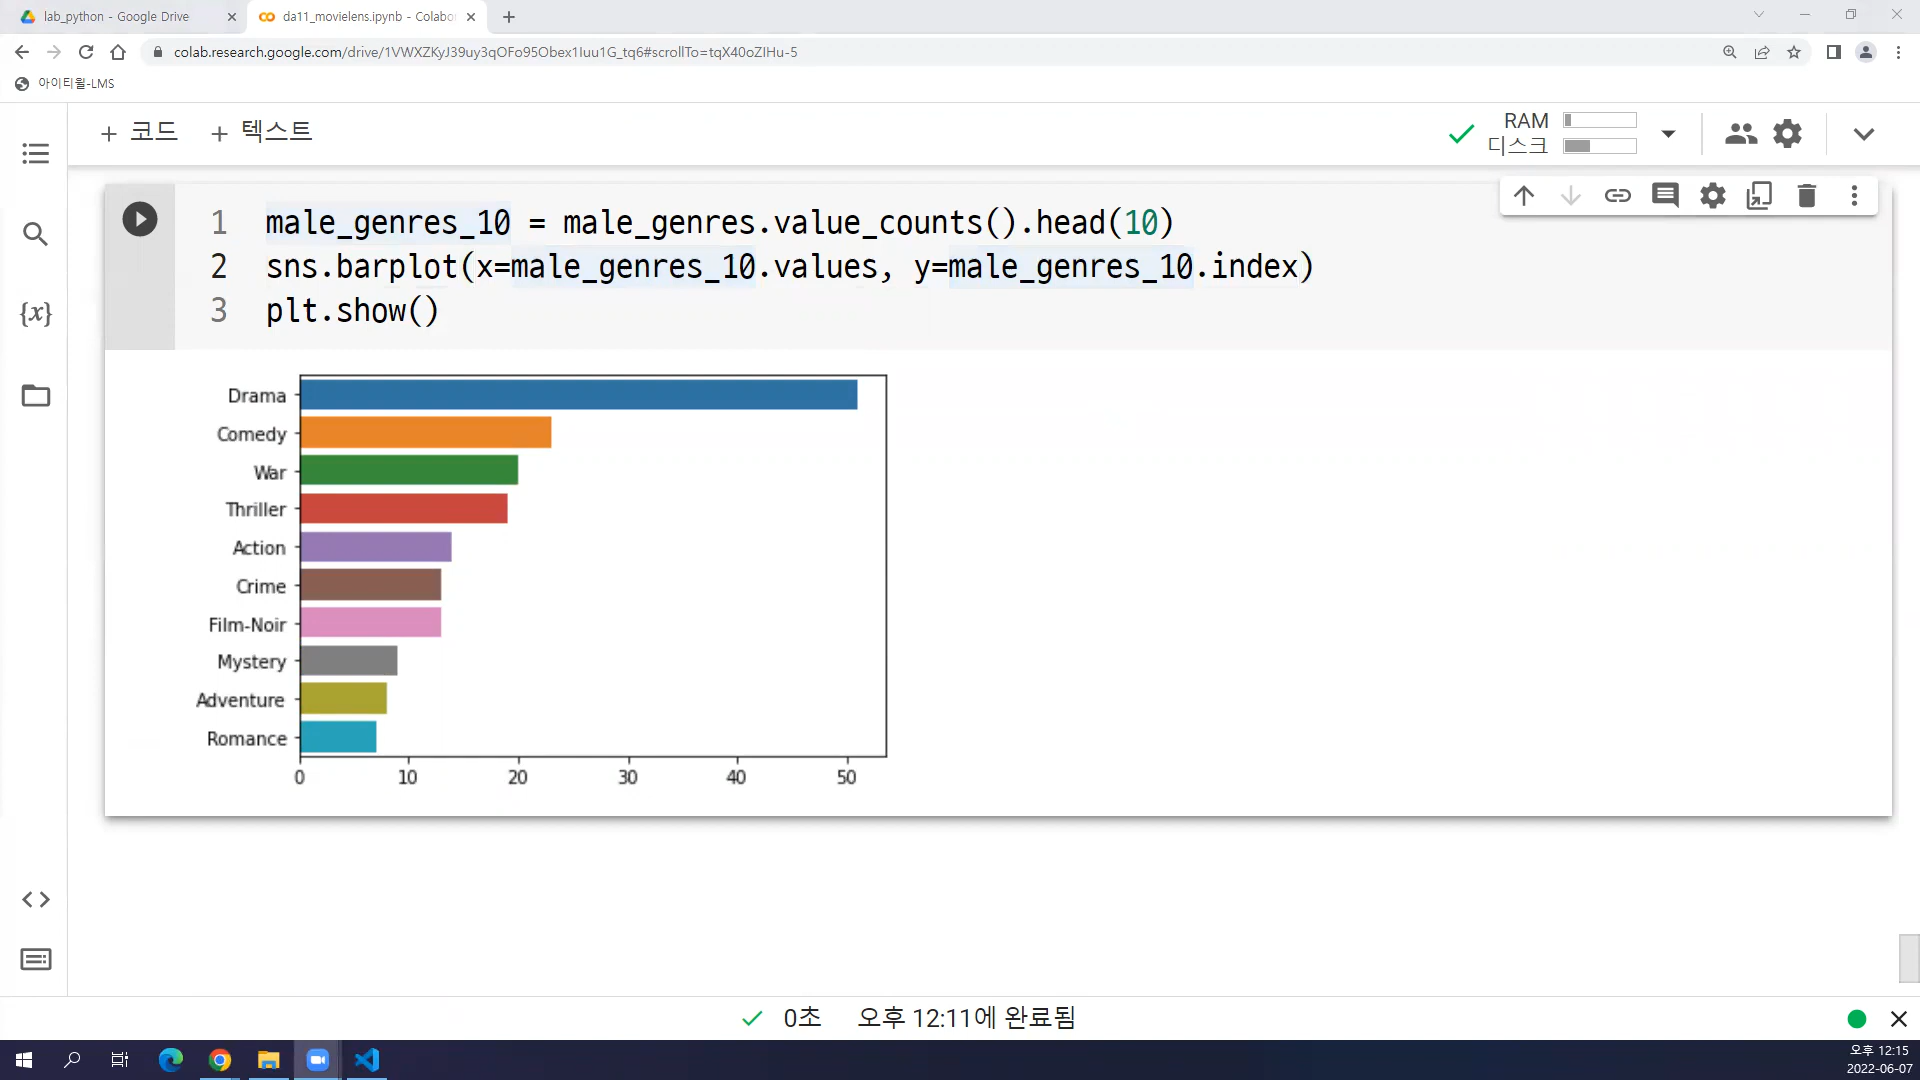 lab_python - Google Drive
da11_movielens.ipynb - Colabo
colab.research.google.com/drive/1VWXZKyJ39uy3qOFo95Obex1Iuu1G_tq6#scrollTo=tqX40oZIHu-5
아이티윌-LMS
+ 코드 + 텍스트
RAM
디스크
1 male_genres_10 = male_genres.value_counts().head(10)
2 sns.barplot(x=male_genres_10.values, y=male_genres_10.index)
3 plt.show()
{x}
Drama
Comedy
War
Thriller
Action
Crime
Film-Noir
Mystery
Adventure
Romance
0 10 20 30 40 50
0초 오후 12:11에 완료됨
오후 12:15
2022-06-07